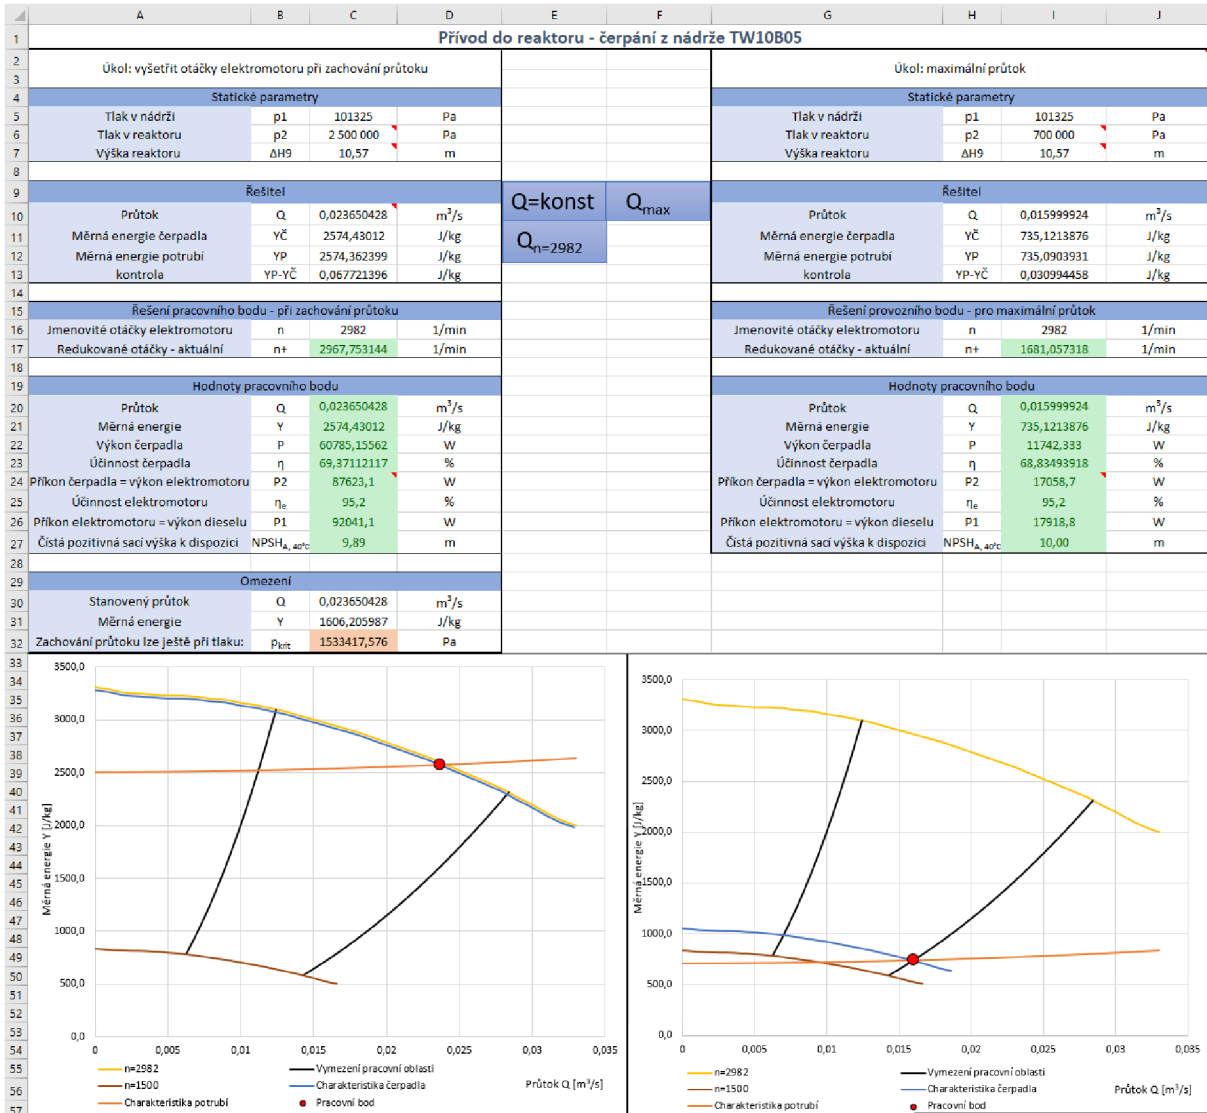 A B C D E F G H I J
1 Přívod do reaktoru - čerpání z nádrže TW10B05
2 Úkol: vyšetřit otáčky elektromotoru při zachování průtoku Úkol: maximální průtok
3
4 Statické parametry Statické parametry
5 Tlak v nádrži p1 101325 Pa Tlak v nádrži p1 101325 Pa
6 Tlak v reaktoru p2 2 500 000 Pa Tlak v reaktoru p2 700 000 Pa
7 Výška reaktoru ΔH9 10,57 m Výška reaktoru ΔH9 10,57 m
8
9 Řešitel Q=konst Qmax Řešitel
10 Průtok Q 0,023650428 m³/s Průtok Q 0,015999924 m³/s
11 Měrná energie čerpadla YČ 2574,43012 J/kg Qn=2982 Měrná energie čerpadla YČ 735,1213876 J/kg
12 Měrná energie potrubí YP 2574,362399 J/kg Měrná energie potrubí YP 735,0903931 J/kg
13 kontrola YP-YČ 0,067721396 J/kg kontrola YP-YČ 0,030994458 J/kg
14
15 Řešení pracovního bodu - při zachování průtoku Řešení provozního bodu - pro maximální průtok
16 Jmenovité otáčky elektromotoru n 2982 1/min Jmenovité otáčky elektromotoru n 2982 1/min
17 Redukované otáčky - aktuální n+ 2967,753144 1/min Redukované otáčky - aktuální n+ 1681,057318 1/min
18
19 Hodnoty pracovního bodu Hodnoty pracovního bodu
20 Průtok Q 0,023650428 m³/s Průtok Q 0,015999924 m³/s
21 Měrná energie Y 2574,43012 J/kg Měrná energie Y 735,1213876 J/kg
22 Výkon čerpadla P 60785,15562 W Výkon čerpadla P 11742,333 W
23 Účinnost čerpadla η 69,37112117 % Účinnost čerpadla η 68,83493918 %
24 Příkon čerpadla = výkon elektromotoru P2 87623,1 W Příkon čerpadla = výkon elektromotoru P2 17058,7 W
25 Účinnost elektromotoru ηe 95,2 % Účinnost elektromotoru ηe 95,2 %
26 Příkon elektromotoru = výkon dieselu P1 92041,1 W Příkon elektromotoru = výkon dieselu P1 17918,8 W
27 Čístá pozitivná sací výška k dispozici NPSHA, 40°C 9,89 m Čístá pozitivná sací výška k dispozici NPSHA, 40°C 10,00 m
28
29 Omezení
30 Stanovený průtok Q 0,023650428 m³/s
31 Měrná energie Y 1606,205987 J/kg
32 Zachování průtoku lze ještě při tlaku: pkrit 1533417,576 Pa
33
34
35
36
37
38
39
40
41
42
43
44
45
46
47
48
49
50
51
52
53
54
55
56
57
Měrná energie Y [J/kg]
3500,0
3000,0
2500,0
2000,0
1500,0
1000,0
500,0
0,0
0 0,005 0,01 0,015 0,02 0,025 0,03 0,035
n=2982 Vymezení pracovní oblasti
n=1500 Charakteristika čerpadla Průtok Q [m³/s]
Charakteristika potrubí Pracovní bod
Měrná energie Y [J/kg]
3500,0
3000,0
2500,0
2000,0
1500,0
1000,0
500,0
0,0
0 0,005 0,01 0,015 0,02 0,025 0,03 0,035
n=2982 Vymezení pracovní oblasti
n=1500 Charakteristika čerpadla Průtok Q [m³/s]
Charakteristika potrubí Pracovní bod